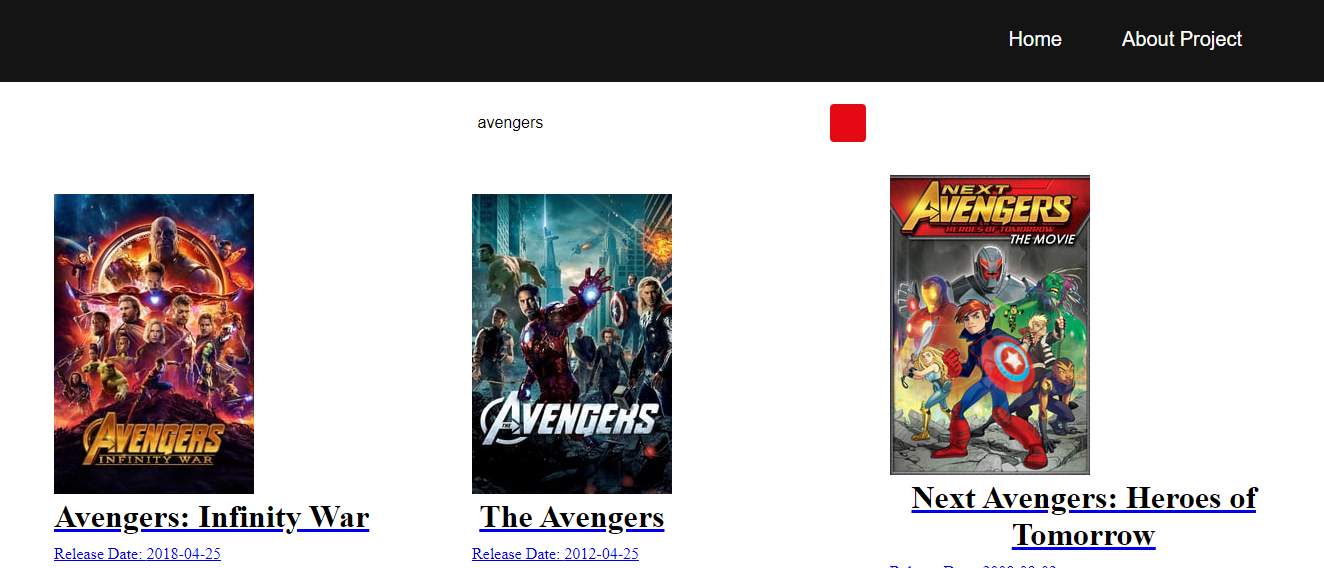 Home About Project
avengers
AVENGERS
INFINITY WAR
THE AVENGERS
NEXT
AVENGERS
HEROES OF TOMORROW
THE MOVIE
Avengers: Infinity War
Release Date: 2018-04-25
The Avengers
Release Date: 2012-04-25
Next Avengers: Heroes of
Tomorrow